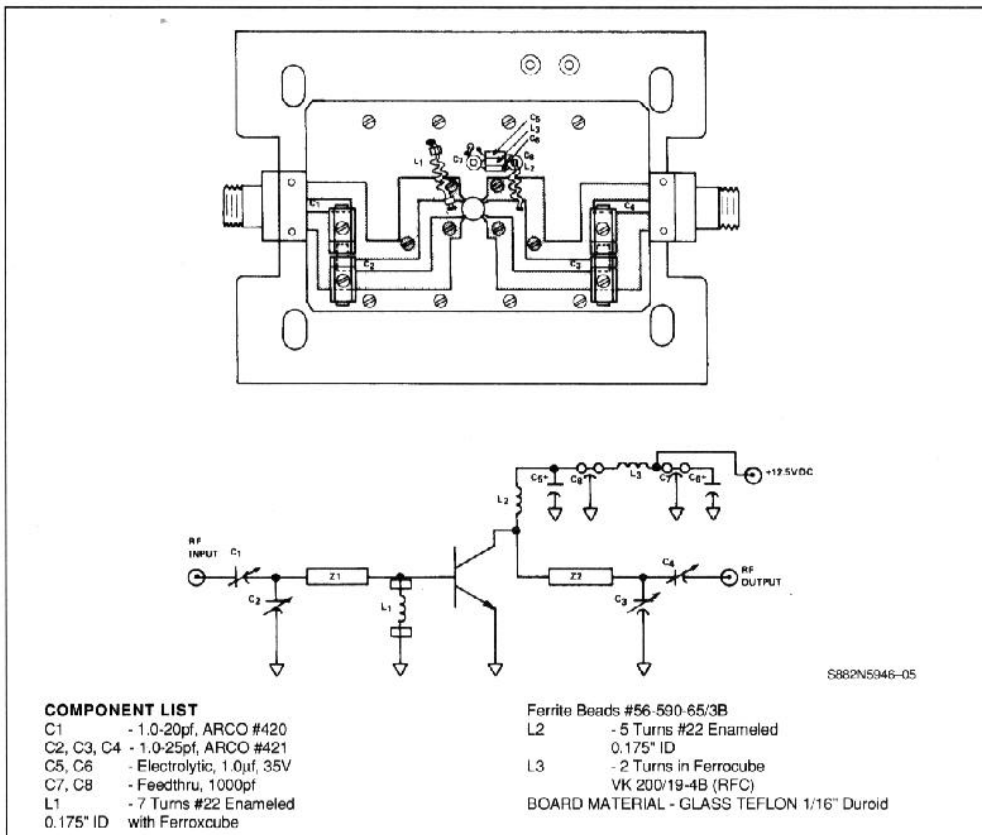 C5
L3
C6
L1
C7
C8
L2
C1
C4
C2
C3
+12.5VDC
C5+
C8
L3
C7
C6+
L2
RF
INPUT
C1
Z1
C2
L1
Z2
C4
RF
OUTPUT
C3
S882N5946-05
COMPONENT LIST
C1 - 1.0-20pf, ARCO #420
C2, C3, C4 - 1.0-25pf, ARCO #421
C5, C6 - Electrolytic, 1.0µf, 35V
C7, C8 - Feedthru, 1000pf
L1 - 7 Turns #22 Enameled
0.175" ID with Ferroxcube
Ferrite Beads #56-590-65/3B
L2 - 5 Turns #22 Enameled
0.175" ID
L3 - 2 Turns in Ferrocube
VK 200/19-4B (RFC)
BOARD MATERIAL - GLASS TEFLON 1/16" Duroid